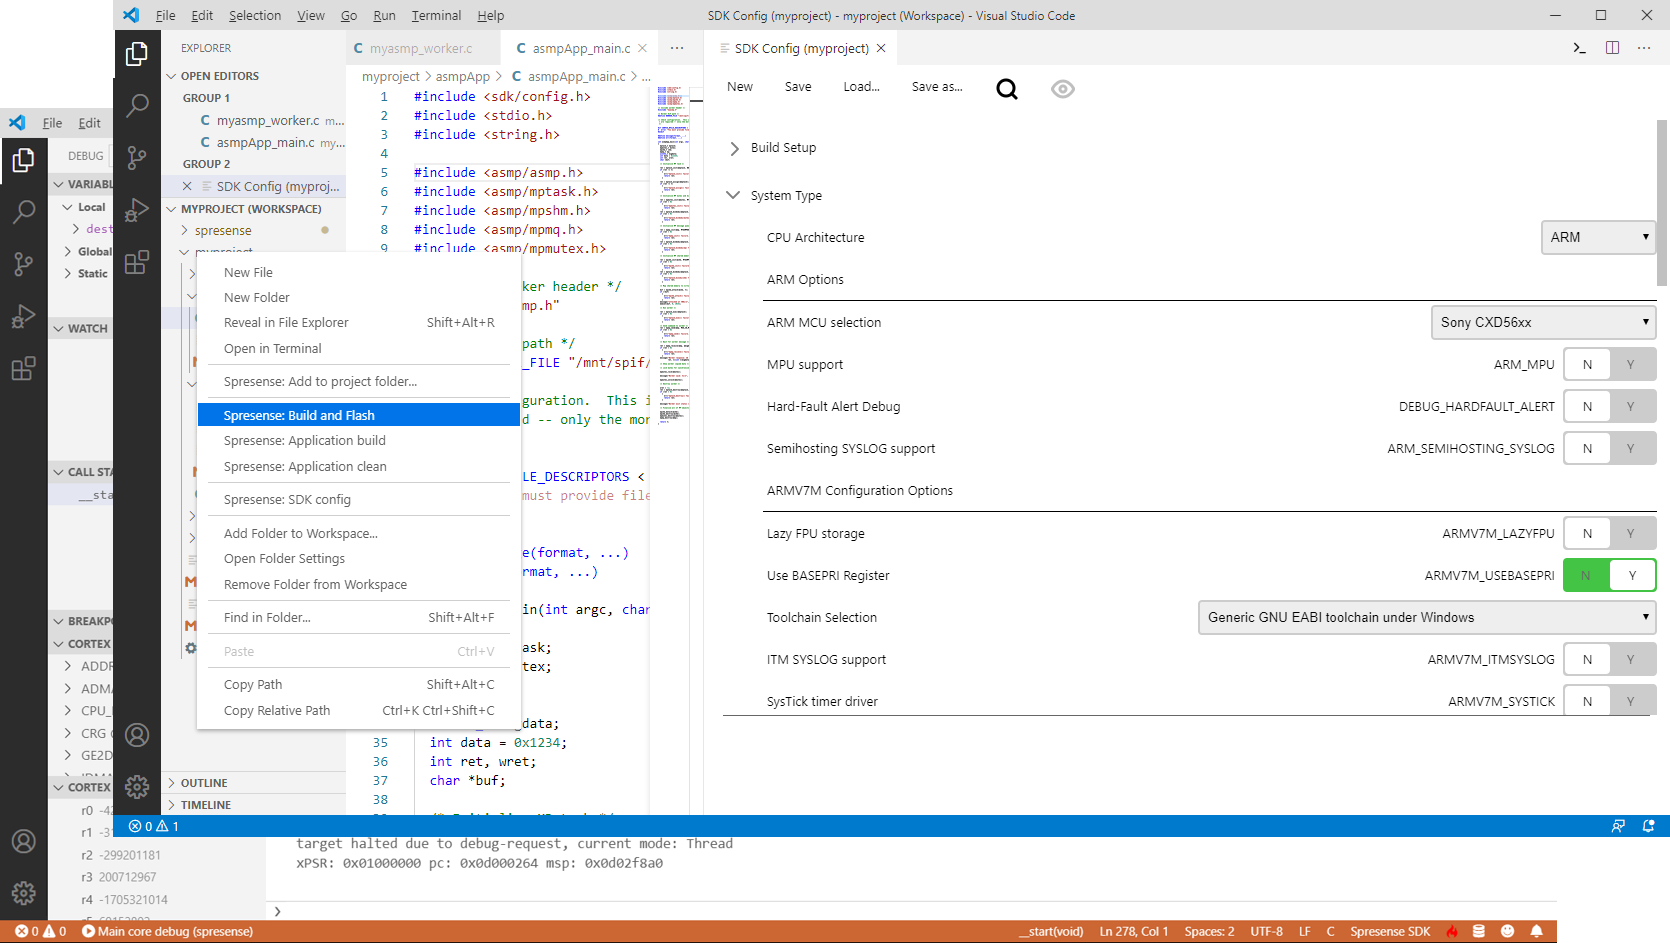 File Edit Selection View Go Run Terminal Help
SDK Config (myproject) - myproject (Workspace) - Visual Studio Code
EXPLORER
OPEN EDITORS
GROUP 1
C myasmp_worker.c m...
C asmpApp_main.c my...
GROUP 2
SDK Config (myproj...
MYPROJECT (WORKSPACE)
spresense
myproject
New File
New Folder
Reveal in File Explorer Shift+Alt+R
Open in Terminal
Spresense: Add to project folder...
Spresense: Build and Flash
Spresense: Application build
Spresense: Application clean
Spresense: SDK config
Add Folder to Workspace...
Open Folder Settings
Remove Folder from Workspace
Find in Folder... Shift+Alt+F
Paste Ctrl+V
Copy Path Shift+Alt+C
Copy Relative Path Ctrl+K Ctrl+Shift+C
OUTLINE
TIMELINE
0 1
C myasmp_worker.c
C asmpApp_main.c
myproject > asmpApp > C asmpApp_main.c > ...
1 #include <sdk/config.h>
2 #include <stdio.h>
3 #include <string.h>
4
5 #include <asmp/asmp.h>
6 #include <asmp/mptask.h>
7 #include <asmp/mpshm.h>
8 #include <asmp/mpmq.h>
9 #include <asmp/mpmutex.h>
ker header */
mp.h"
path */
_FILE "/mnt/spif/
guration. This i
d -- only the mor
LE_DESCRIPTORS <
must provide file
e(format, ...)
rmat, ...)
in(int argc, char
ask;
tex;
data;
35 int data = 0x1234;
36 int ret, wret;
37 char *buf;
38
SDK Config (myproject)
New Save Load... Save as...
Build Setup
System Type
CPU Architecture ARM
ARM Options
ARM MCU selection Sony CXD56xx
MPU support ARM_MPU N Y
Hard-Fault Alert Debug DEBUG_HARDFAULT_ALERT N Y
Semihosting SYSLOG support ARM_SEMIHOSTING_SYSLOG N Y
ARMV7M Configuration Options
Lazy FPU storage ARMV7M_LAZYFPU N Y
Use BASEPRI Register ARMV7M_USEBASEPRI N Y
Toolchain Selection Generic GNU EABI toolchain under Windows
ITM SYSLOG support ARMV7M_ITMSYSLOG N Y
SysTick timer driver ARMV7M_SYSTICK N Y
File Edit
DEBUG
VARIABL
Local
dest
Global
Static
WATCH
CALL STA
__sta
BREAKPO
CORTEX
ADDR
ADMA
CPU_
CRG
GE2D
CORTEX
r0 -42
r1 -31
r2 -299201181
r3 200712967
r4 -1705321014
target halted due to debug-request, current mode: Thread
xPSR: 0x01000000 pc: 0x0d000264 msp: 0x0d02f8a0
0 0 Main core debug (spresense)
__start(void) Ln 278, Col 1 Spaces: 2 UTF-8 LF C Spresense SDK